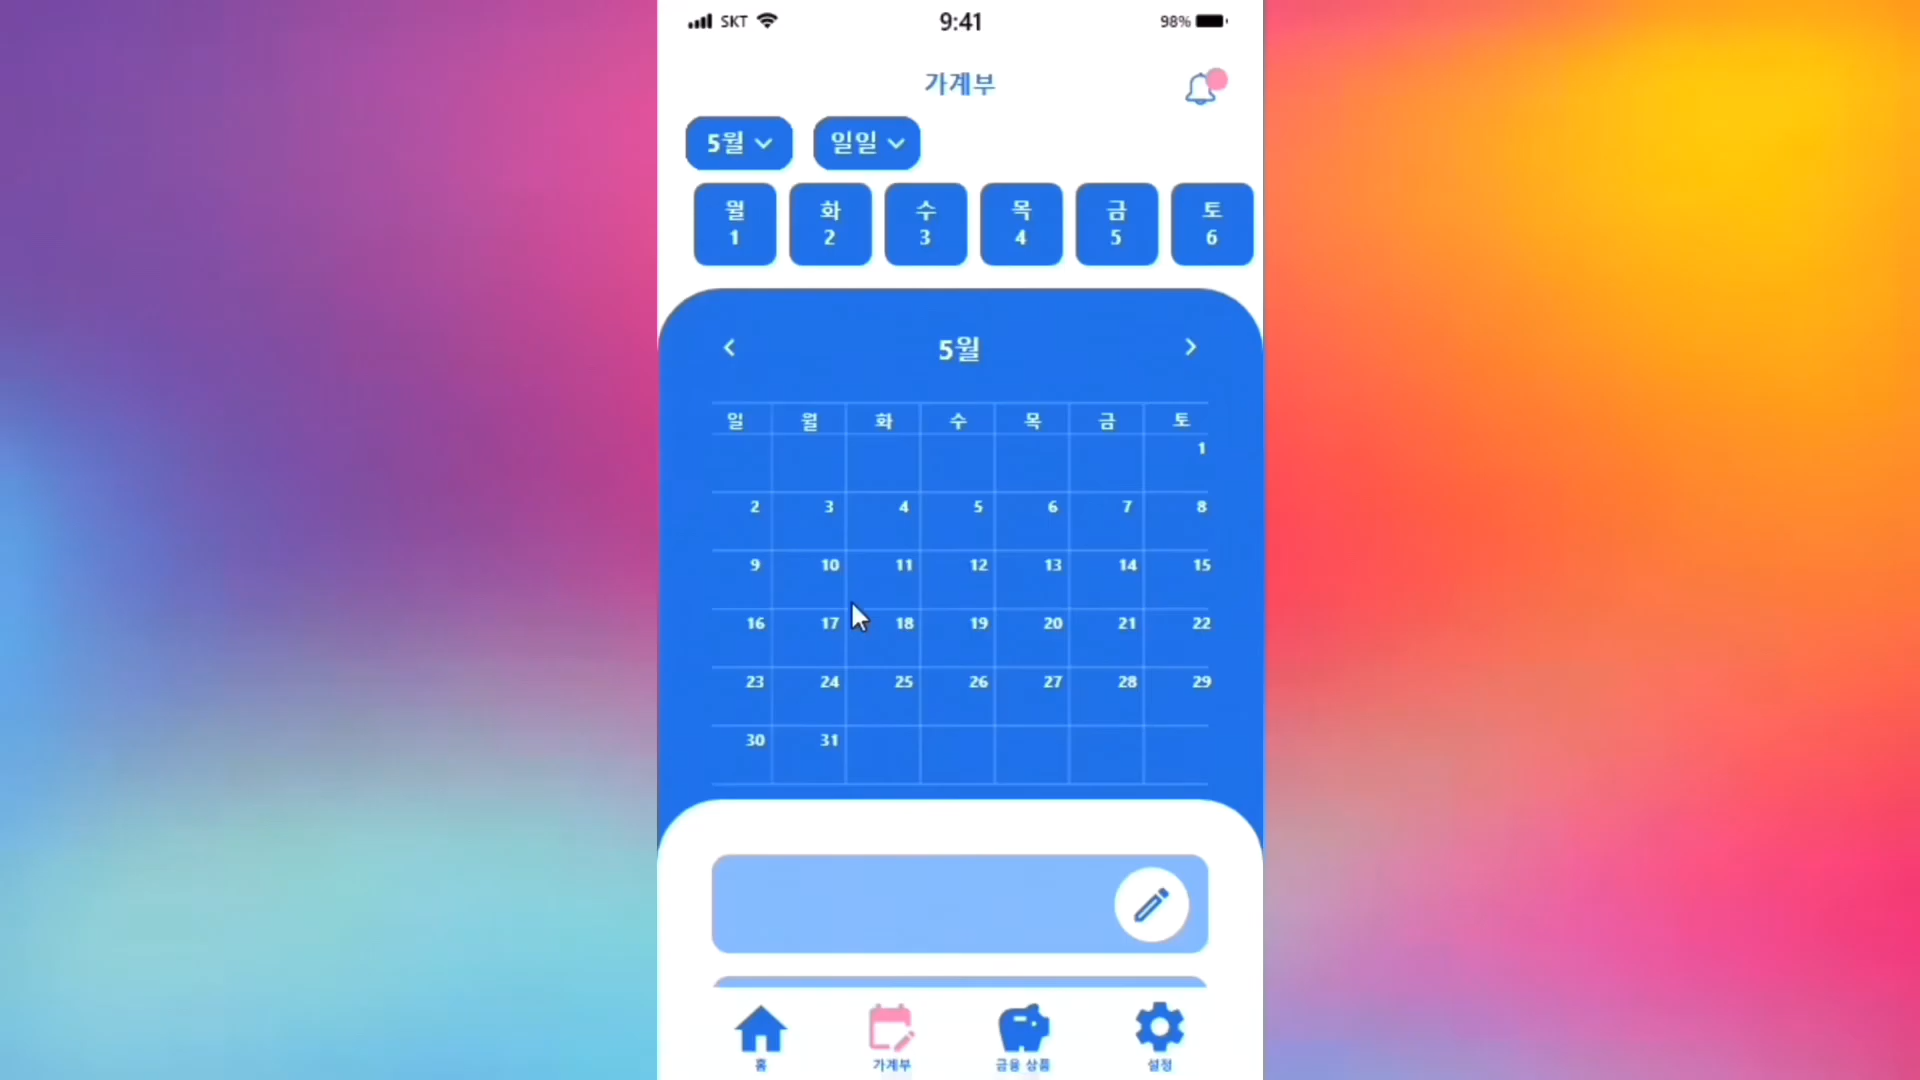 SKT 9:41 98%
가계부
5월 일일
월 화 수 목 금 토
1 2 3 4 5 6
5월
일 월 화 수 목 금 토
1
2 3 4 5 6 7 8
9 10 11 12 13 14 15
16 17 18 19 20 21 22
23 24 25 26 27 28 29
30 31
홈 가계부 금융 상품 설정